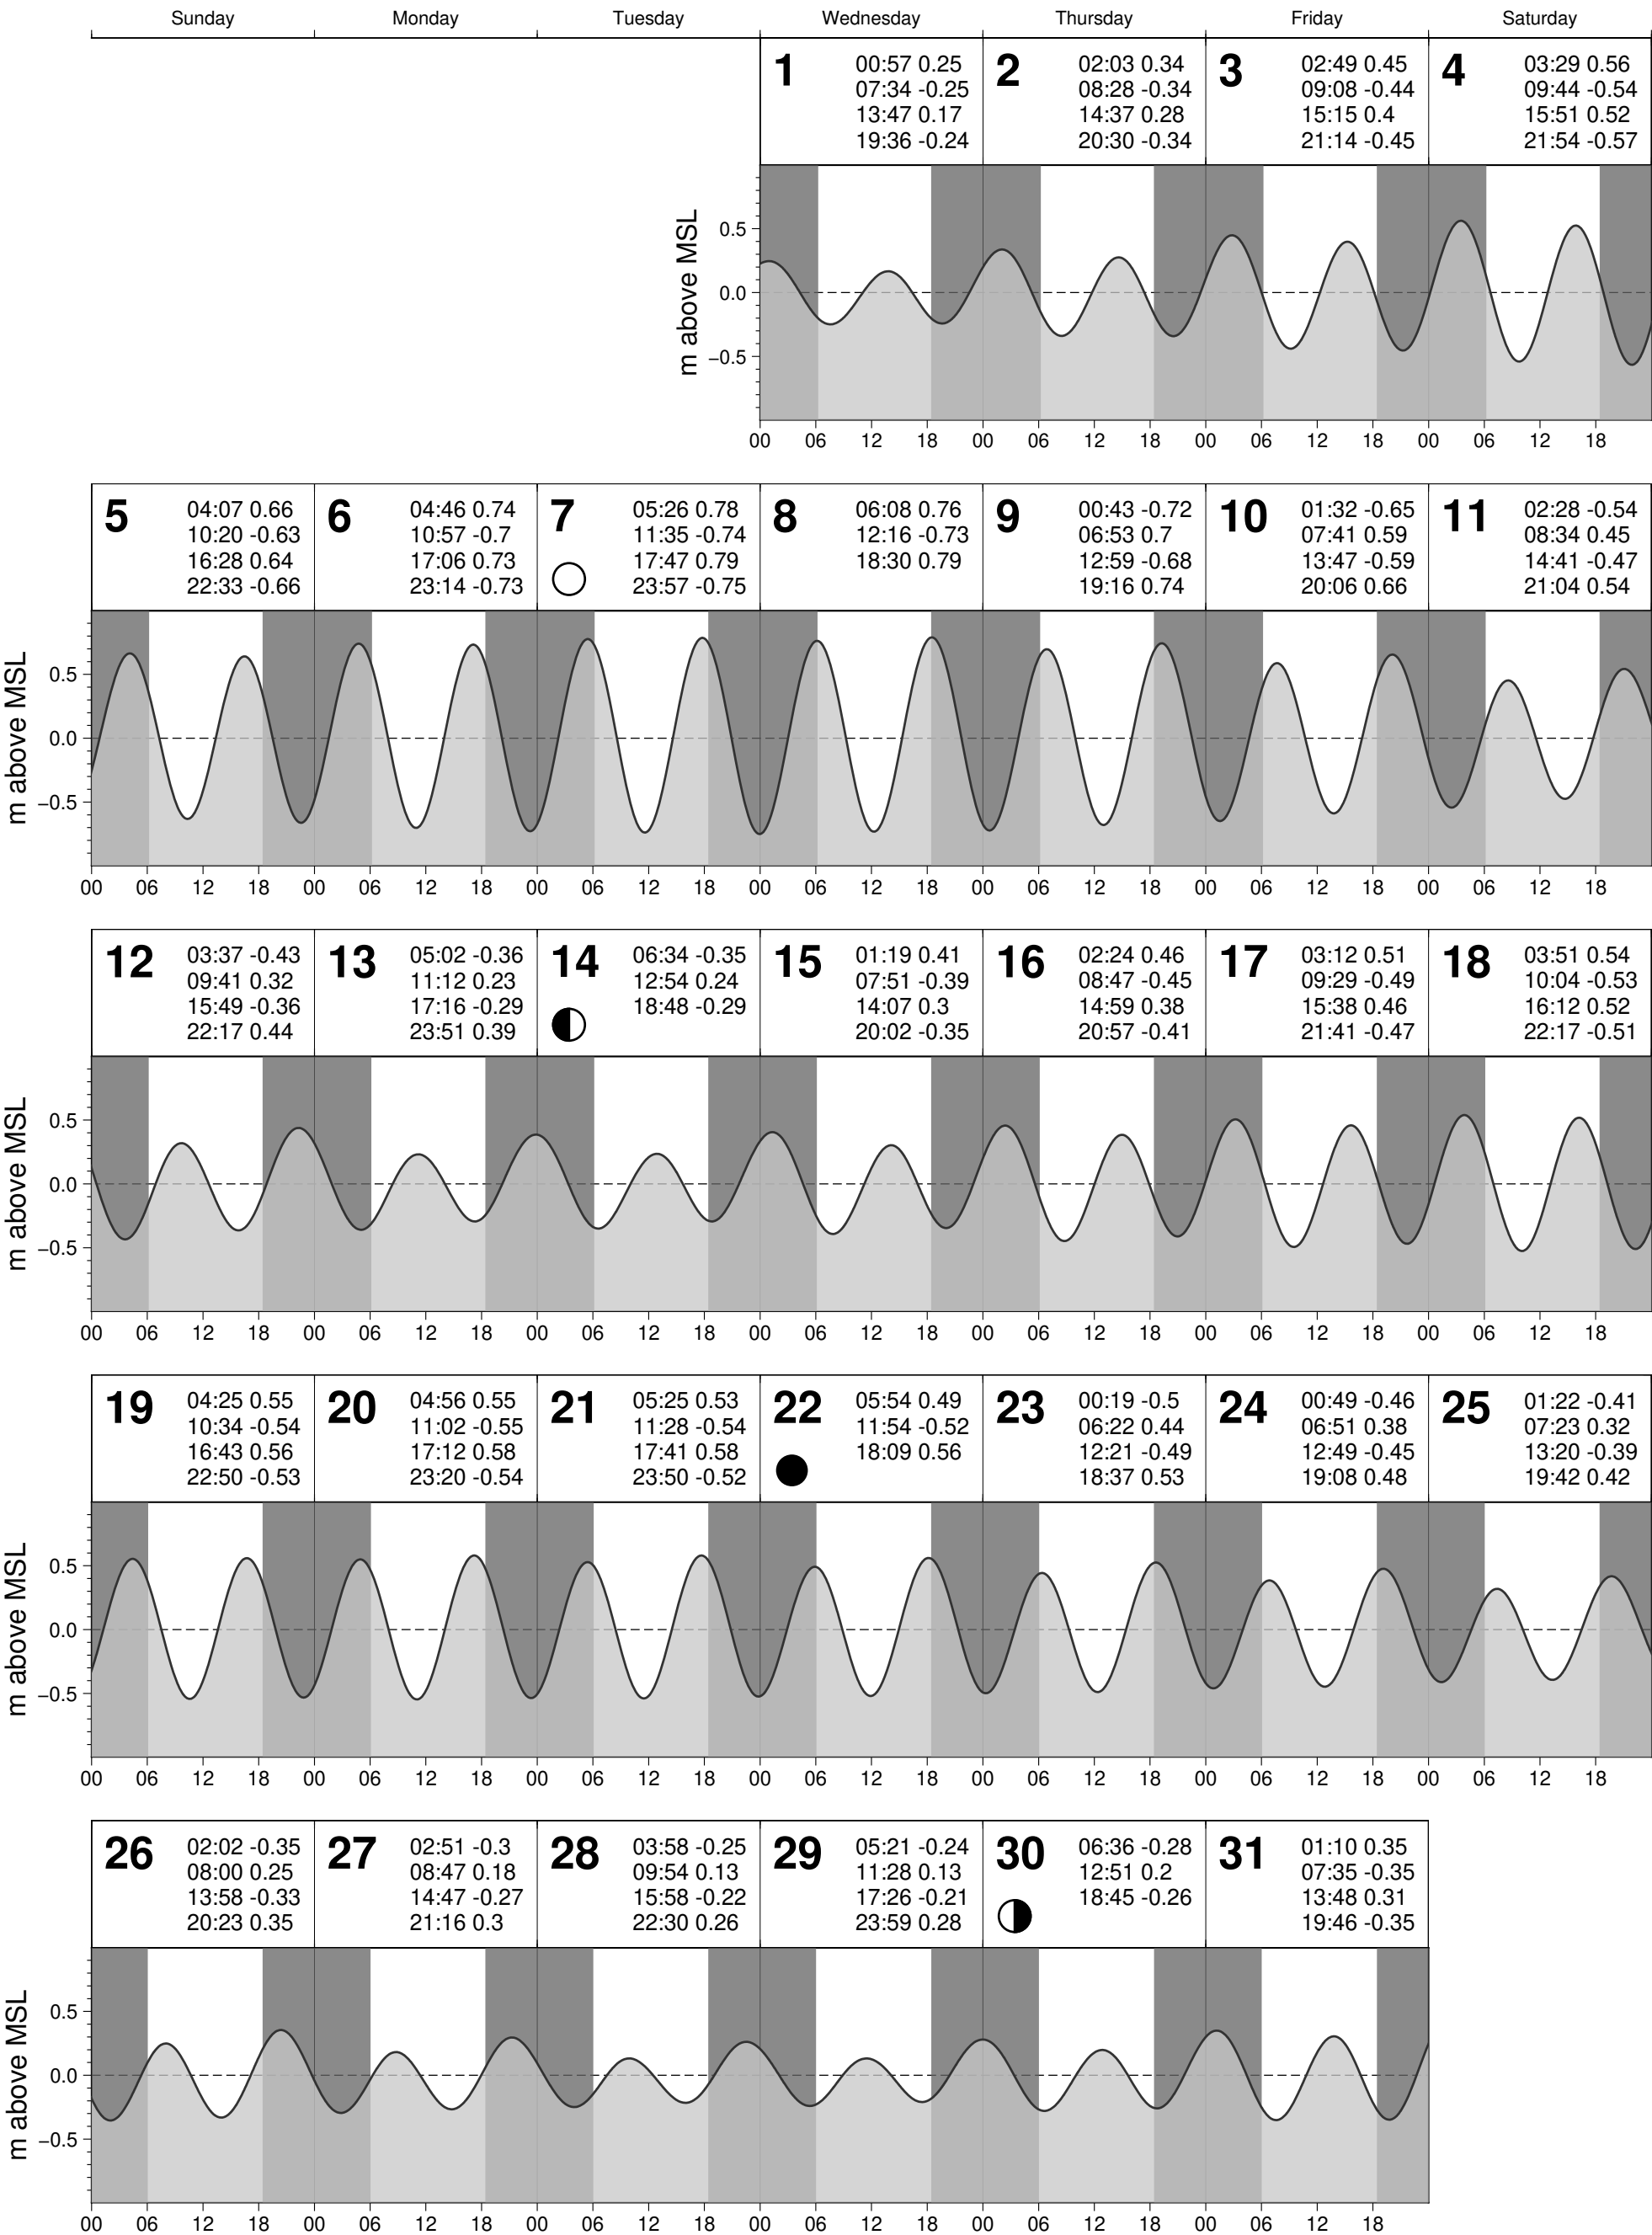 Sunday Monday Tuesday Wednesday Thursday Friday Saturday
1 00:57 0.25
07:34 -0.25
13:47 0.17
19:36 -0.24
2 02:03 0.34
08:28 -0.34
14:37 0.28
20:30 -0.34
3 02:49 0.45
09:08 -0.44
15:15 0.4
21:14 -0.45
4 03:29 0.56
09:44 -0.54
15:51 0.52
21:54 -0.57
m above MSL
0.5
0.0
−0.5
00 06 12 18 00 06 12 18 00 06 12 18 00 06 12 18
5 04:07 0.66
10:20 -0.63
16:28 0.64
22:33 -0.66
6 04:46 0.74
10:57 -0.7
17:06 0.73
23:14 -0.73
7 05:26 0.78
11:35 -0.74
17:47 0.79
23:57 -0.75
8 06:08 0.76
12:16 -0.73
18:30 0.79
9 00:43 -0.72
06:53 0.7
12:59 -0.68
19:16 0.74
10 01:32 -0.65
07:41 0.59
13:47 -0.59
20:06 0.66
11 02:28 -0.54
08:34 0.45
14:41 -0.47
21:04 0.54
m above MSL
0.5
0.0
−0.5
00 06 12 18 00 06 12 18 00 06 12 18 00 06 12 18 00 06 12 18 00 06 12 18 00 06 12 18
12 03:37 -0.43
09:41 0.32
15:49 -0.36
22:17 0.44
13 05:02 -0.36
11:12 0.23
17:16 -0.29
23:51 0.39
14 06:34 -0.35
12:54 0.24
18:48 -0.29
15 01:19 0.41
07:51 -0.39
14:07 0.3
20:02 -0.35
16 02:24 0.46
08:47 -0.45
14:59 0.38
20:57 -0.41
17 03:12 0.51
09:29 -0.49
15:38 0.46
21:41 -0.47
18 03:51 0.54
10:04 -0.53
16:12 0.52
22:17 -0.51
m above MSL
0.5
0.0
−0.5
00 06 12 18 00 06 12 18 00 06 12 18 00 06 12 18 00 06 12 18 00 06 12 18 00 06 12 18
19 04:25 0.55
10:34 -0.54
16:43 0.56
22:50 -0.53
20 04:56 0.55
11:02 -0.55
17:12 0.58
23:20 -0.54
21 05:25 0.53
11:28 -0.54
17:41 0.58
23:50 -0.52
22 05:54 0.49
11:54 -0.52
18:09 0.56
23 00:19 -0.5
06:22 0.44
12:21 -0.49
18:37 0.53
24 00:49 -0.46
06:51 0.38
12:49 -0.45
19:08 0.48
25 01:22 -0.41
07:23 0.32
13:20 -0.39
19:42 0.42
m above MSL
0.5
0.0
−0.5
00 06 12 18 00 06 12 18 00 06 12 18 00 06 12 18 00 06 12 18 00 06 12 18 00 06 12 18
26 02:02 -0.35
08:00 0.25
13:58 -0.33
20:23 0.35
27 02:51 -0.3
08:47 0.18
14:47 -0.27
21:16 0.3
28 03:58 -0.25
09:54 0.13
15:58 -0.22
22:30 0.26
29 05:21 -0.24
11:28 0.13
17:26 -0.21
23:59 0.28
30 06:36 -0.28
12:51 0.2
18:45 -0.26
31 01:10 0.35
07:35 -0.35
13:48 0.31
19:46 -0.35
m above MSL
0.5
0.0
−0.5
00 06 12 18 00 06 12 18 00 06 12 18 00 06 12 18 00 06 12 18 00 06 12 18